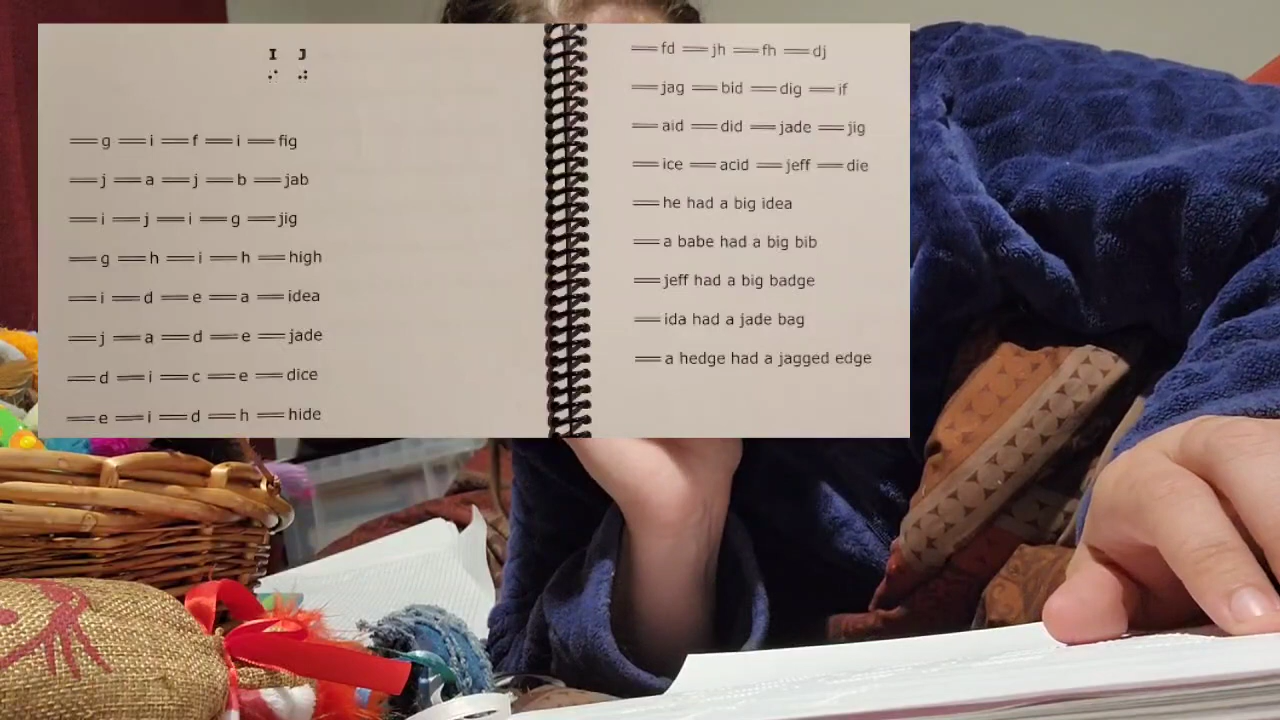 I J
⠊ ⠚
g i f i fig
j a j b jab
i j i g jig
g h i h high
i d e a idea
j a d e jade
d i c e dice
e i d h hide
fd jh fh dj
jag bid dig if
aid did jade jig
ice acid jeff die
he had a big idea
a babe had a big bib
jeff had a big badge
ida had a jade bag
a hedge had a jagged edge